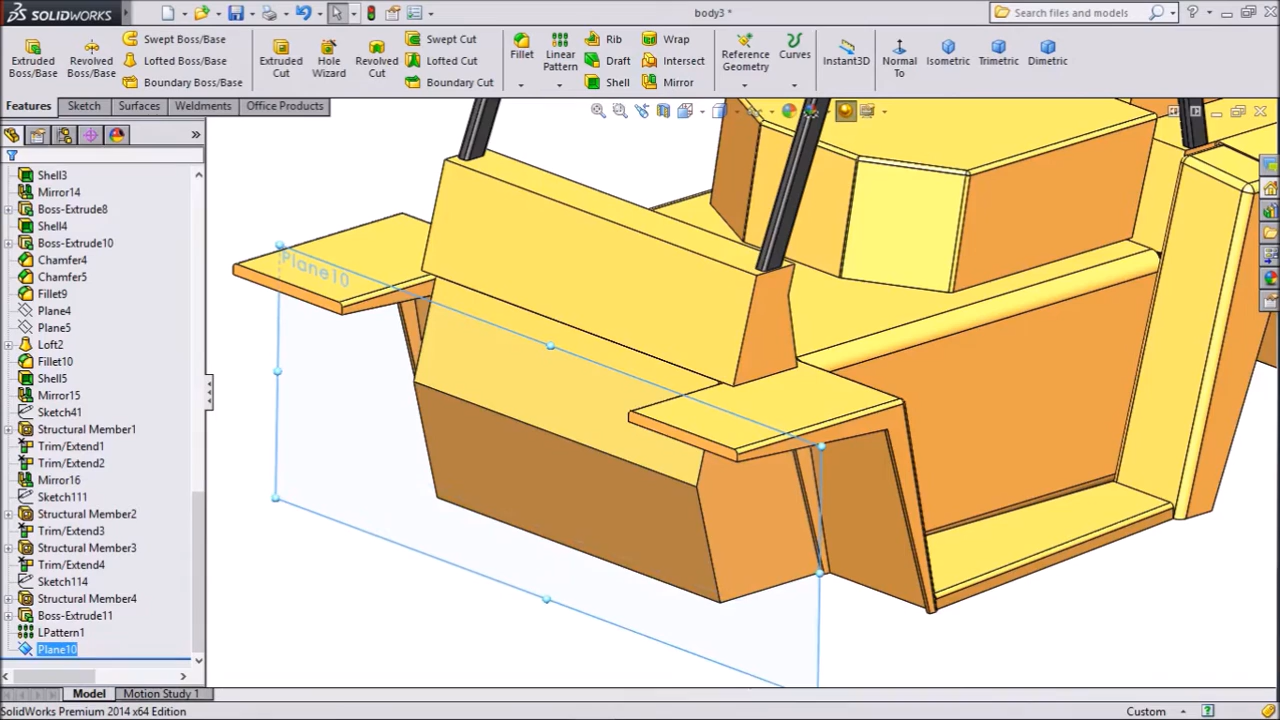 SOLIDWORKS
body3 *
Search files and models
Extruded Boss/Base
Revolved Boss/Base
Swept Boss/Base
Lofted Boss/Base
Boundary Boss/Base
Extruded Cut
Hole Wizard
Revolved Cut
Swept Cut
Lofted Cut
Boundary Cut
Fillet
Linear Pattern
Rib
Draft
Shell
Wrap
Intersect
Mirror
Reference Geometry
Curves
Instant3D
Normal To
Isometric
Trimetric
Dimetric
Features
Sketch
Surfaces
Weldments
Office Products
Shell3
Mirror14
Boss-Extrude8
Shell4
Boss-Extrude10
Chamfer4
Chamfer5
Fillet9
Plane4
Plane5
Loft2
Fillet10
Shell5
Mirror15
Sketch41
Structural Member1
Trim/Extend1
Trim/Extend2
Mirror16
Sketch111
Structural Member2
Trim/Extend3
Structural Member3
Trim/Extend4
Sketch114
Structural Member4
Boss-Extrude11
LPattern1
Plane10
Plane10
Model
Motion Study 1
SolidWorks Premium 2014 x64 Edition
Custom